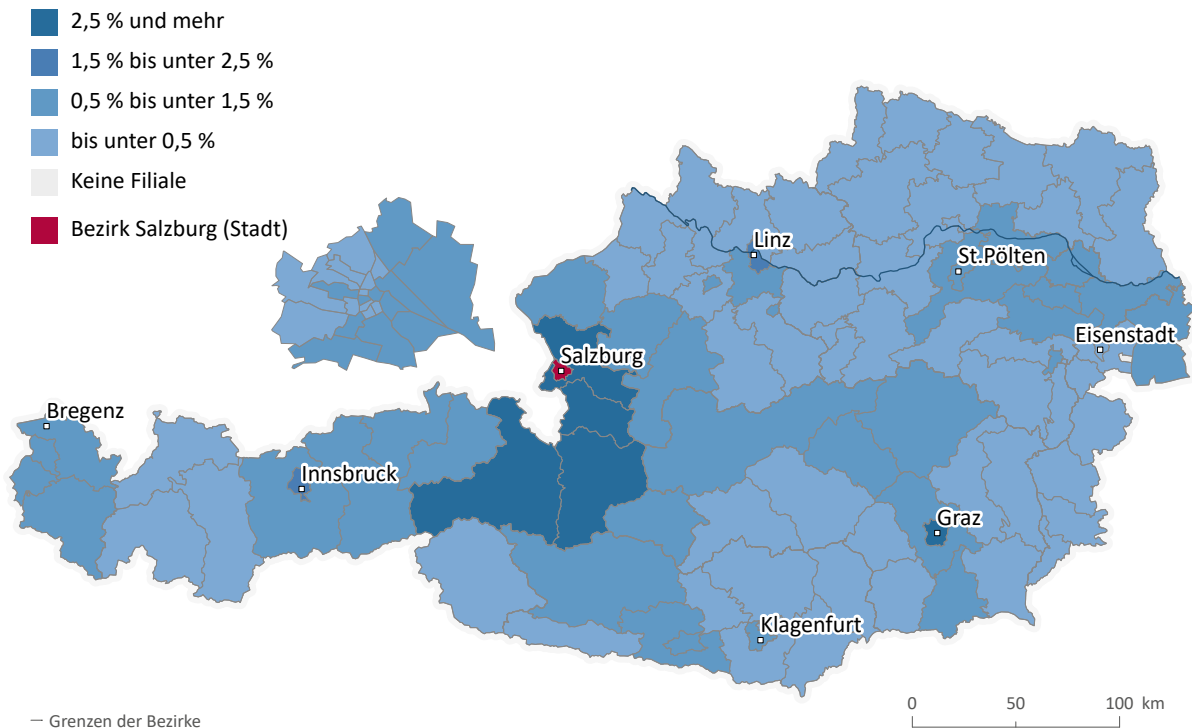 2,5 % und mehr
1,5 % bis unter 2,5 %
0,5 % bis unter 1,5 %
bis unter 0,5 %
Keine Filiale
Bezirk Salzburg (Stadt)
Linz
St.Pölten
Eisenstadt
Salzburg
Bregenz
Innsbruck
Graz
Klagenfurt
0 50 100 km
— Grenzen der Bezirke